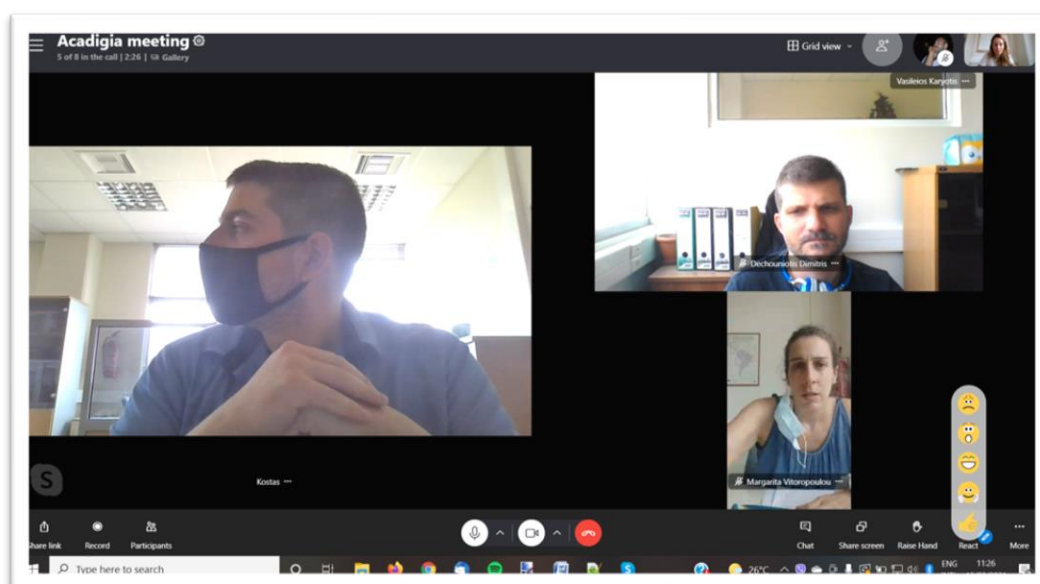 Acadigia meeting
5 of 8 in the call | 2:26 | Gallery
Grid view
Vasileios Karyotis
Dechouniotis Dimitris
Margarita Vitoropoulou
Kostas
S
Share link
Record
Participants
Chat
Share screen
Raise Hand
React
More
Type here to search
26°C
ENG
11:26